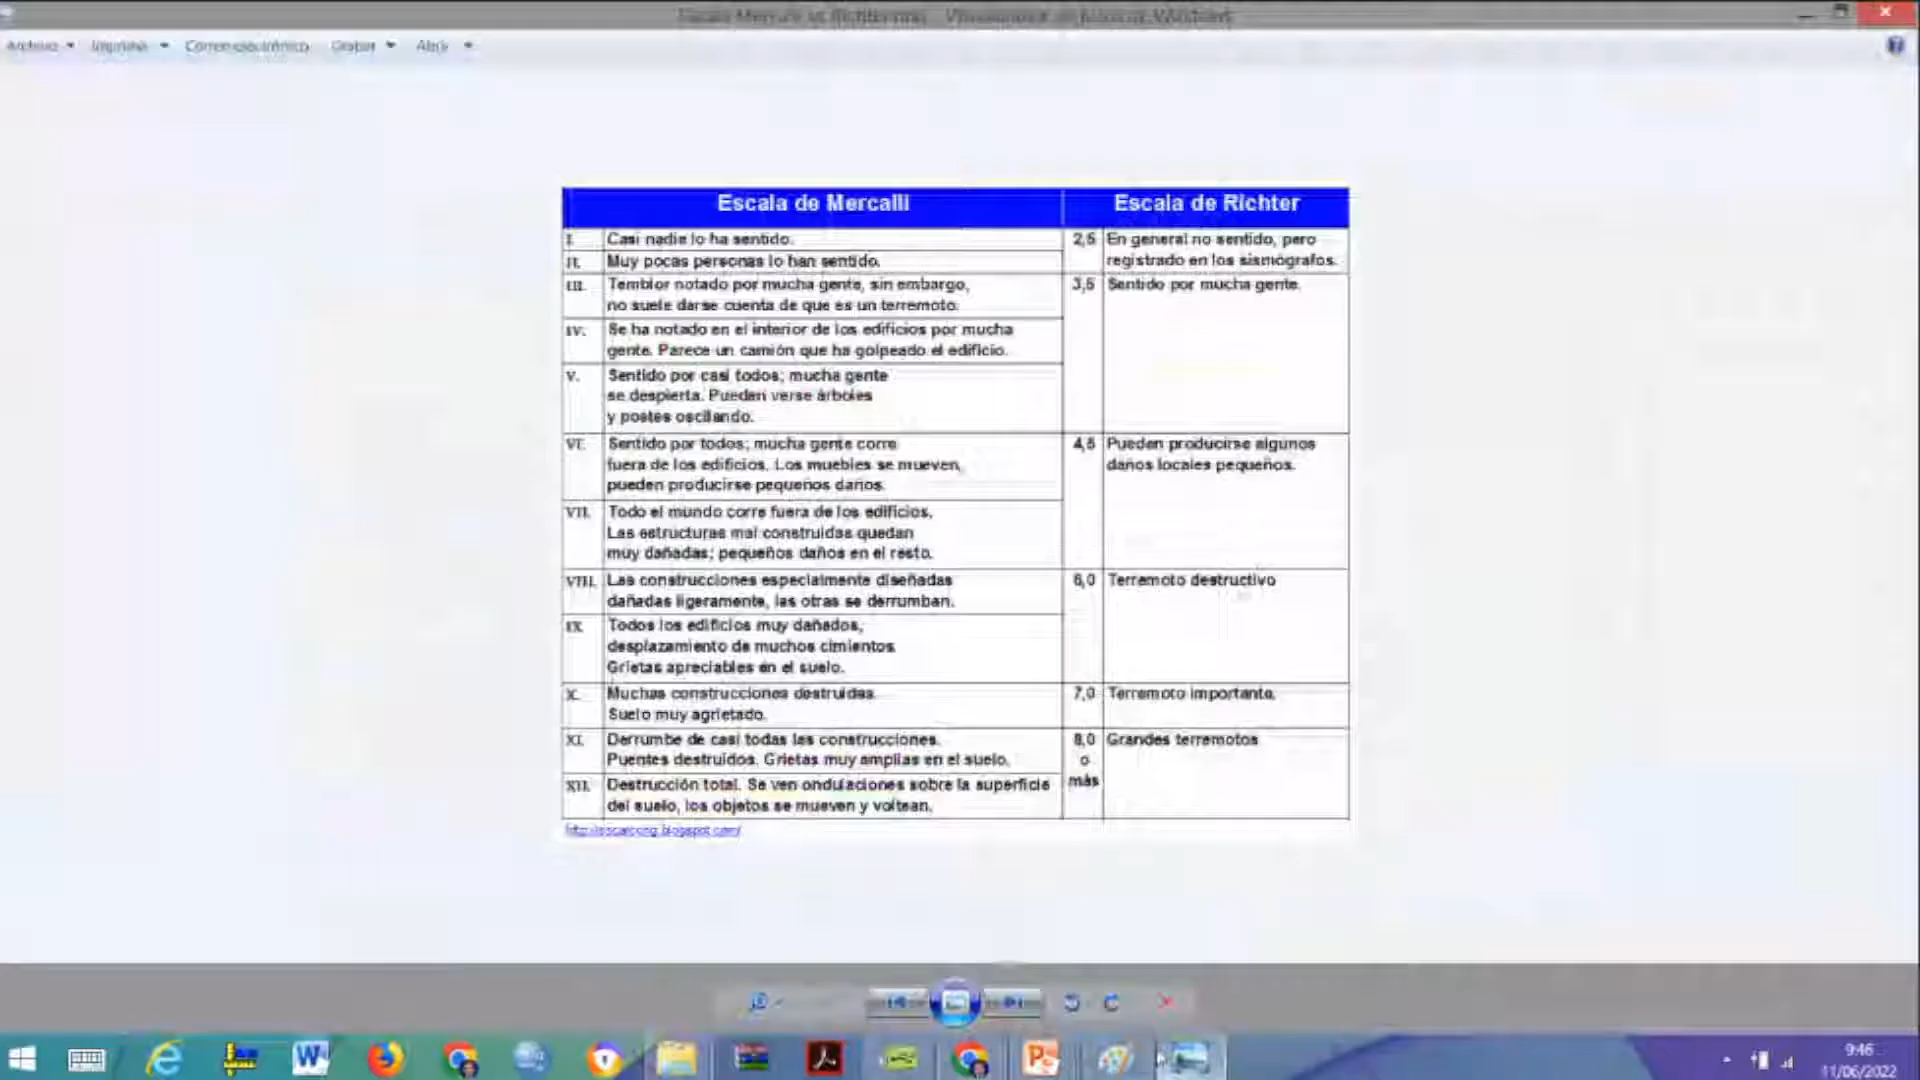 Escala Mercalli vs Richter.png - Visualizador de fotos de Windows
Archivo Imprimir Correo electrónico Grabar Abrir
Escala de Mercalli Escala de Richter
I. Casi nadie lo ha sentido. 2,5 En general no sentido, pero
II. Muy pocas personas lo han sentido. registrado en los sismógrafos.
III. Temblor notado por mucha gente, sin embargo, 3,5 Sentido por mucha gente.
no suele darse cuenta de que es un terremoto.
IV. Se ha notado en el interior de los edificios por mucha
gente. Parece un camión que ha golpeado el edificio.
V. Sentido por casi todos; mucha gente
se despierta. Pueden verse árboles
y postes oscilando.
VI. Sentido por todos; mucha gente corre 4,5 Pueden producirse algunos
fuera de los edificios. Los muebles se mueven, daños locales pequeños.
pueden producirse pequeños daños.
VII. Todo el mundo corre fuera de los edificios.
Las estructuras mal construidas quedan
muy dañadas; pequeños daños en el resto.
VIII. Las construcciones especialmente diseñadas 6,0 Terremoto destructivo
dañadas ligeramente, las otras se derrumban.
IX. Todos los edificios muy dañados,
desplazamiento de muchos cimientos.
Grietas apreciables en el suelo.
X. Muchas construcciones destruidas. 7,0 Terremoto importante.
Suelo muy agrietado.
XI. Derrumbe de casi todas las construcciones. 8,0 Grandes terremotos
Puentes destruidos. Grietas muy amplias en el suelo. o
XII. Destrucción total. Se ven ondulaciones sobre la superficie más
del suelo, los objetos se mueven y voltean.
9:46
11/06/2022